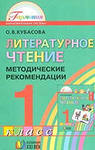 Гармония
О.В.КУБАСОВА
ЛИТЕРАТУРНОЕ
ЧТЕНИЕ
МЕТОДИЧЕСКИЕ
РЕКОМЕНДАЦИИ
1
класс